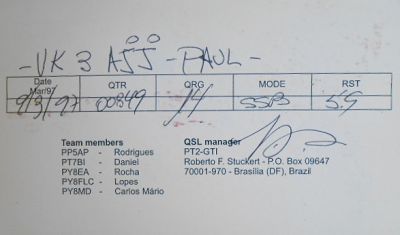 - VK 3 AJJ - PAUL -
Date Mar/97 QTR QRG MODE RST
9/3/97 00849 14 SSB 59
Team members QSL manager
PP5AP - Rodrigues PT2-GTI
PT7BI - Daniel Roberto F. Stuckert - P.O. Box 09647
PY8EA - Rocha 70001-970 - Brasília (DF), Brazil
PY8FLC - Lopes
PY8MD - Carlos Mário